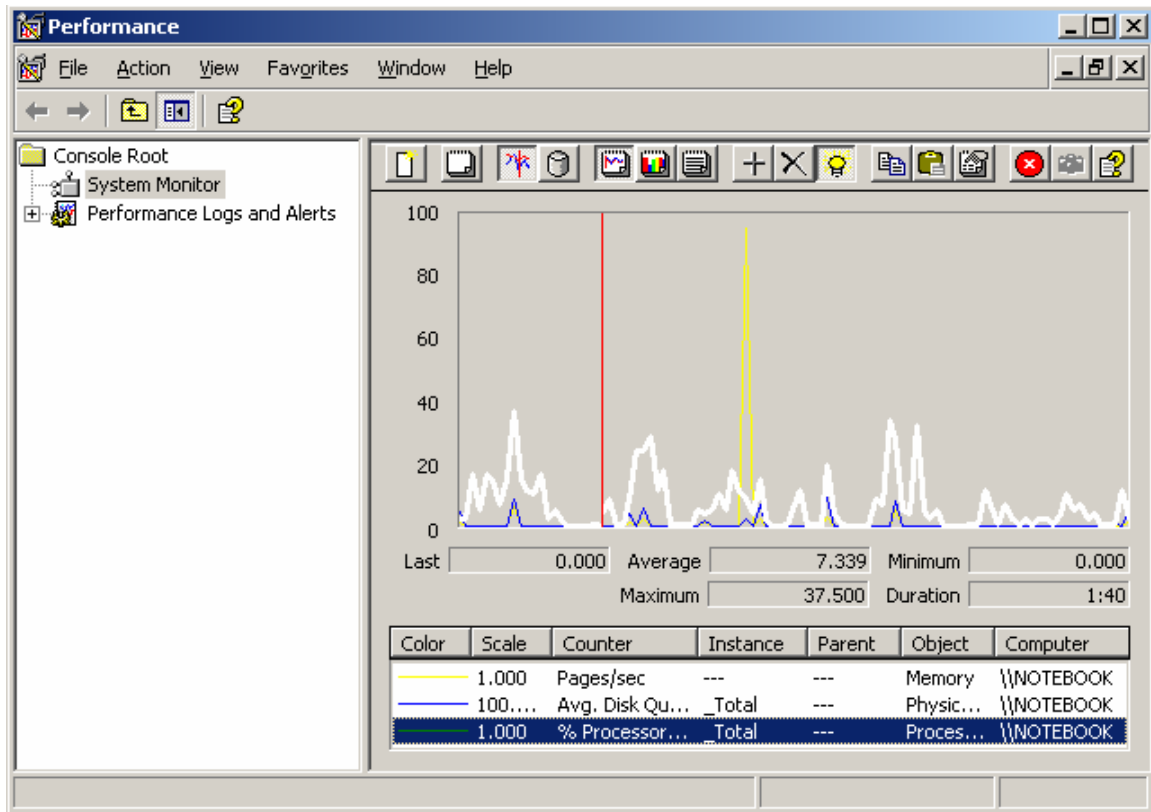 Performance
File Action View Favorites Window Help
Console Root
System Monitor
Performance Logs and Alerts
100
80
60
40
20
0
Last 0.000 Average 7.339 Minimum 0.000
Maximum 37.500 Duration 1:40
Color Scale Counter Instance Parent Object Computer
1.000 Pages/sec --- --- Memory \\NOTEBOOK
100.... Avg. Disk Qu... _Total --- Physic... \\NOTEBOOK
1.000 % Processor... _Total --- Proces... \\NOTEBOOK